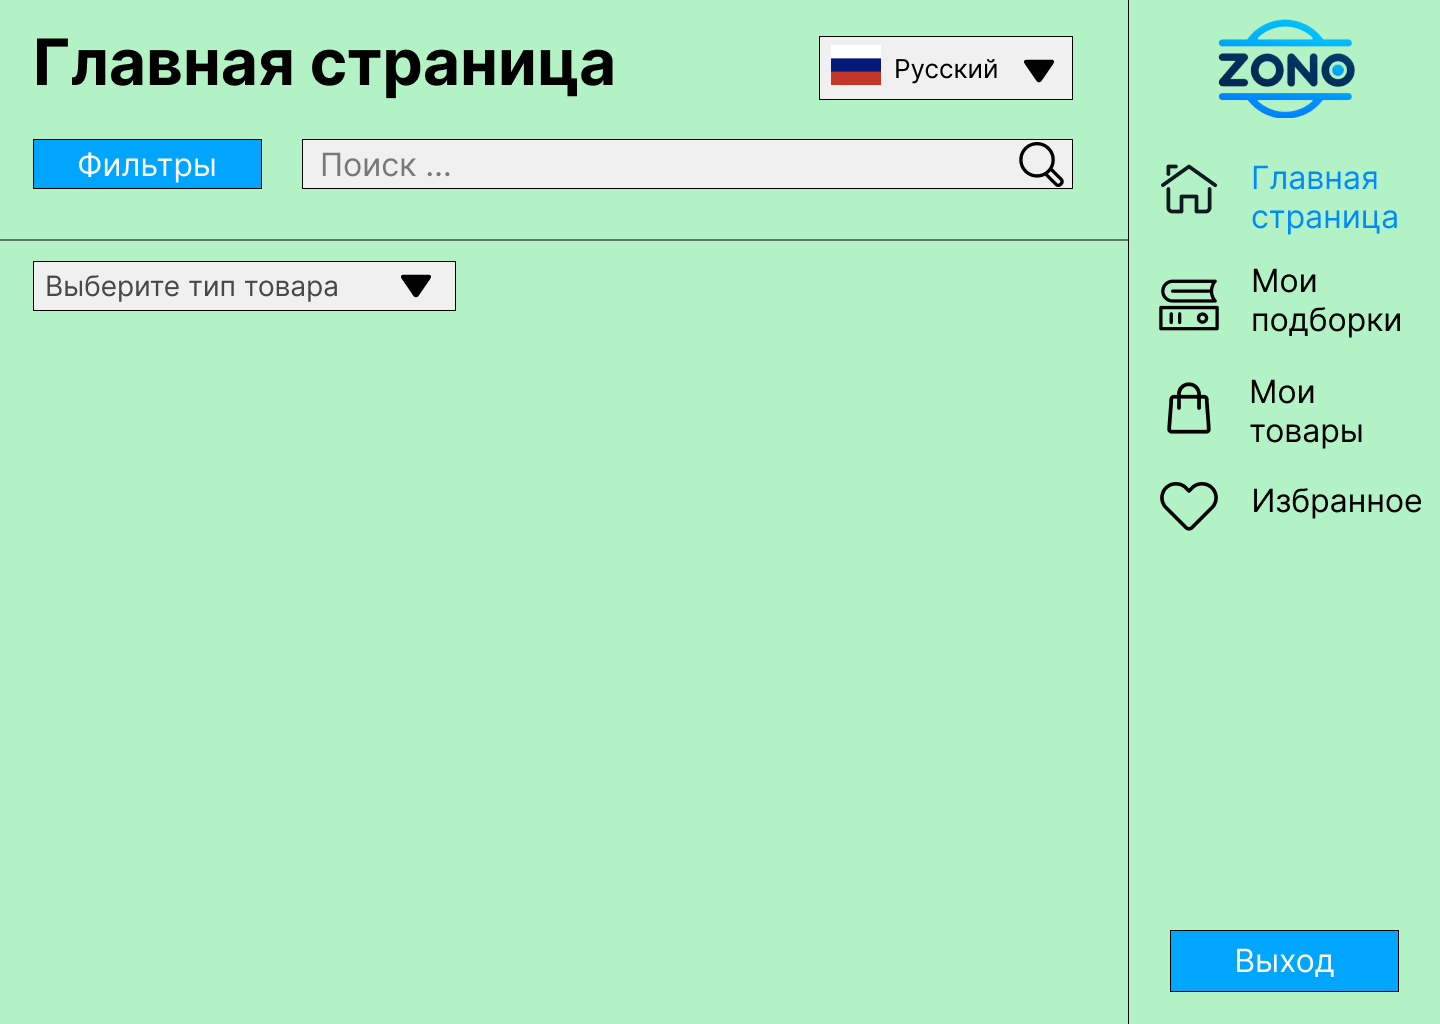 Главная страница
Русский
Фильтры
Поиск ...
Выберите тип товара
ZONO
Главная
страница
Мои
подборки
Мои
товары
Избранное
Выход